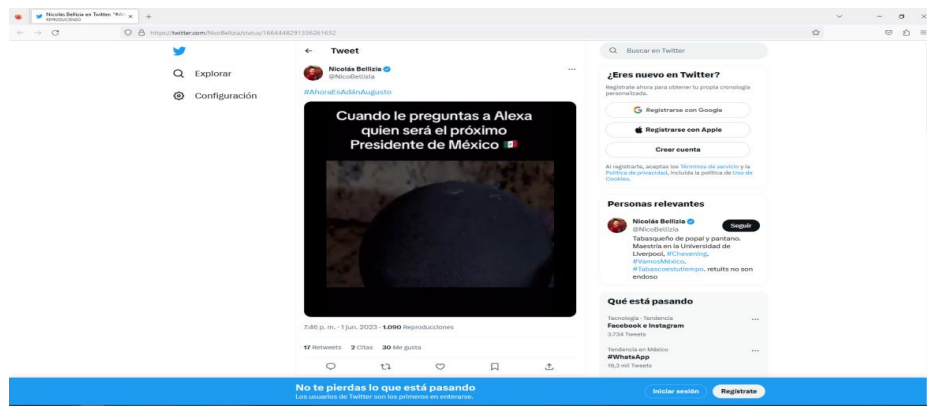 Nicolás Bellizia en Twitter: "#Ah
REPRODUCIENDO
https://twitter.com/NicoBellizia/status/1664448291336261652
Explorar
Configuración
Tweet
Nicolás Bellizia
@NicoBellizia
#AhoraEsAdánAugusto
Cuando le preguntas a Alexa
quien será el próximo
Presidente de México 🇲🇽
7:46 p. m. · 1 jun. 2023 · 1.090 Reproducciones
17 Retweets 2 Citas 30 Me gusta
Buscar en Twitter
¿Eres nuevo en Twitter?
Regístrate ahora para obtener tu propia cronología
personalizada.
Registrarse con Google
Registrarse con Apple
Crear cuenta
Al registrarte, aceptas los Términos de servicio y la
Política de privacidad, incluida la política de Uso de
Cookies.
Personas relevantes
Nicolás Bellizia
@NicoBellizia
Seguir
Tabasqueño de popal y pantano.
Maestría en la Universidad de
Liverpool, #Chevening.
#VamosMéxico.
#Tabascoestutiempo. retuits no son
endoso
Qué está pasando
Tecnología · Tendencia
Facebook e Instagram
3.734 Tweets
Tendencia en México
#WhatsApp
19,3 mil Tweets
No te pierdas lo que está pasando
Los usuarios de Twitter son los primeros en enterarse.
Iniciar sesión
Regístrate